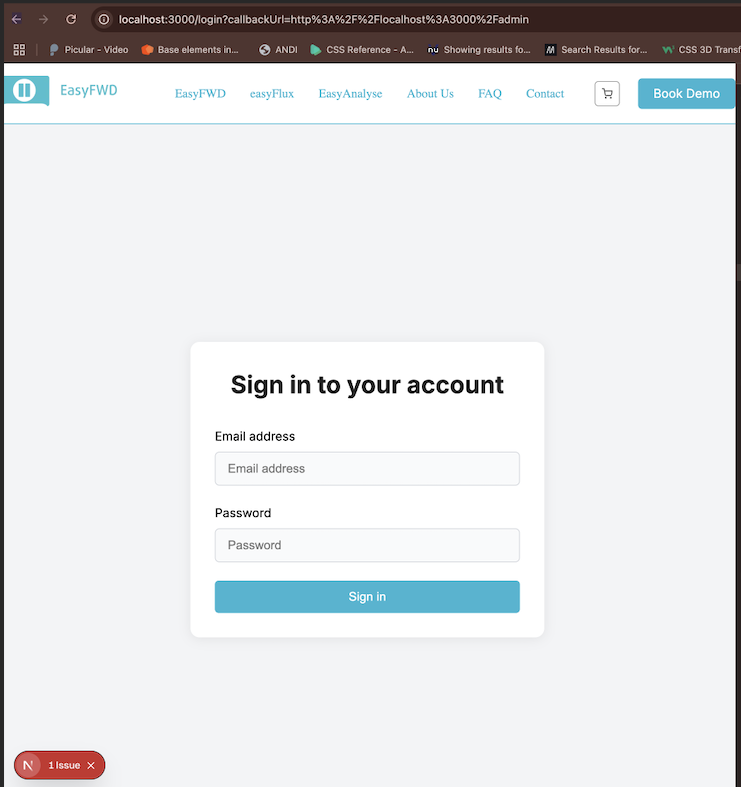 localhost:3000/login?callbackUrl=http%3A%2F%2Flocalhost%3A3000%2Fadmin
Picular - Video Base elements in... ANDI CSS Reference - A... nu Showing results fo... M Search Results for... W³ CSS 3D Transf
EasyFWD EasyFWD easyFlux EasyAnalyse About Us FAQ Contact Book Demo
Sign in to your account
Email address
Email address
Password
Password
Sign in
N 1 Issue